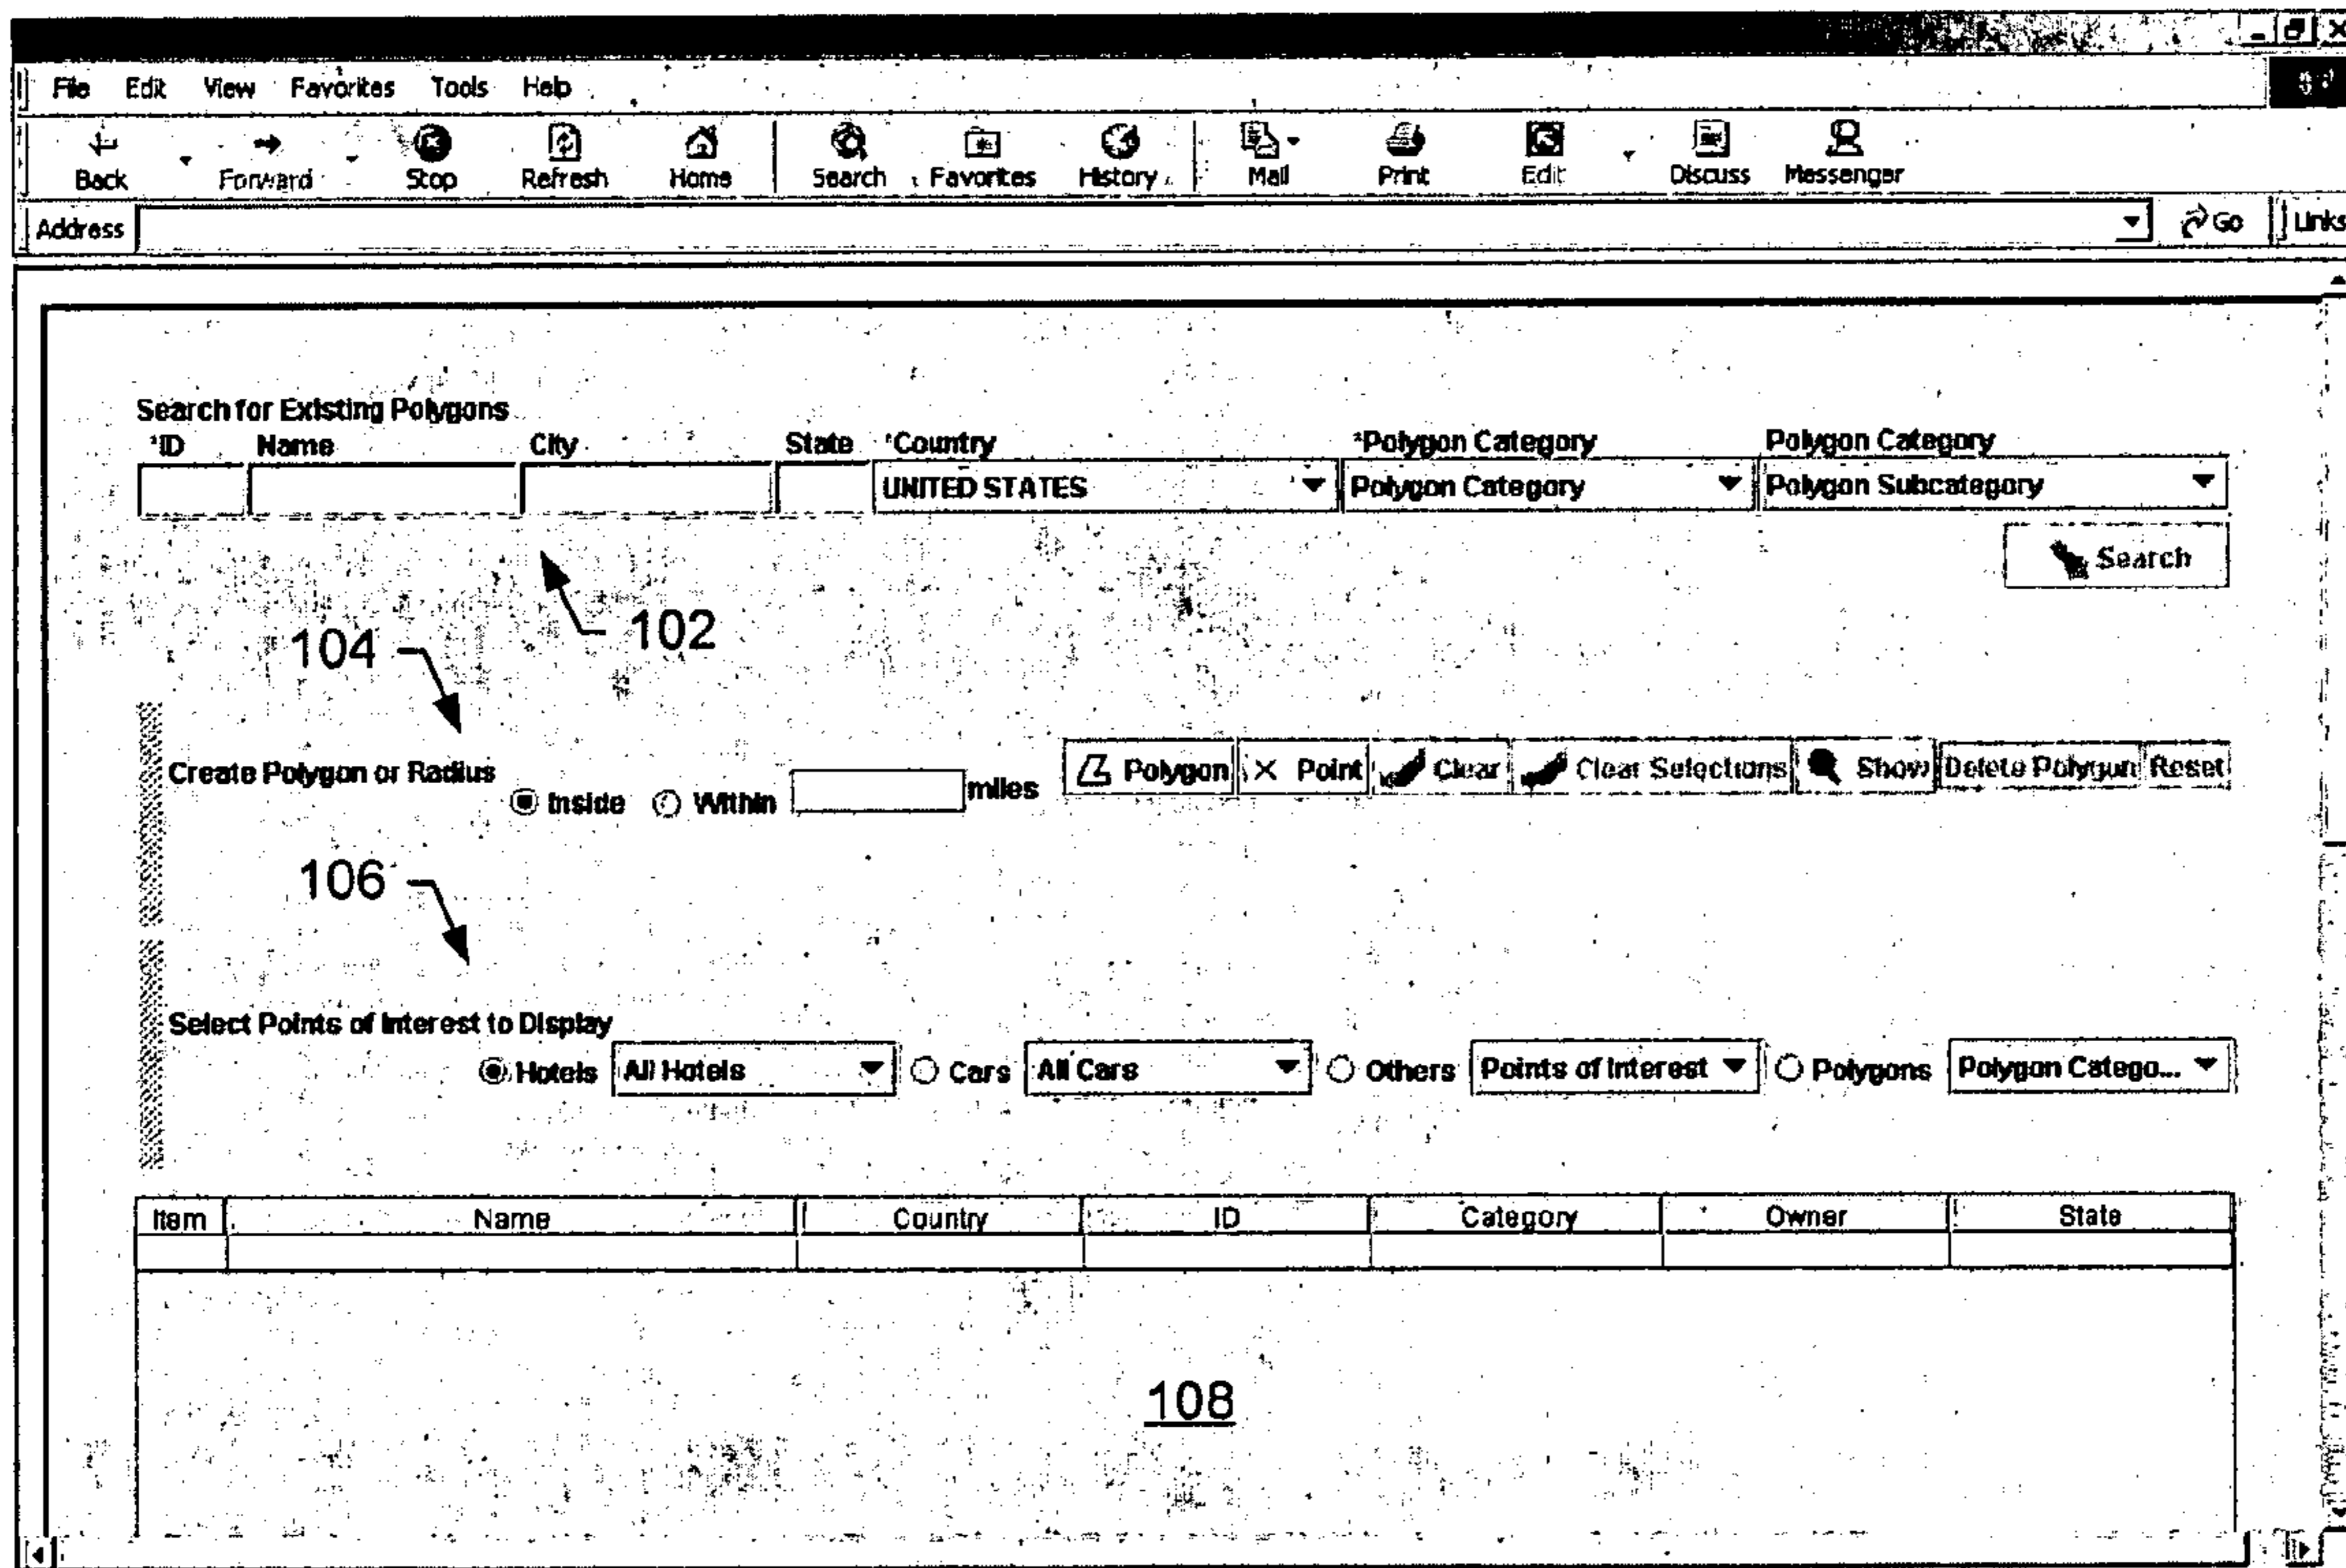 File Edit View Favorites Tools Help
Back Forward Stop Refresh Home Search Favorites History Mail Print Edit Discuss Messenger
Address Go Links
Search for Existing Polygons
*ID Name City State *Country *Polygon Category Polygon Category
UNITED STATES Polygon Category Polygon Subcategory
Search
102
104
Create Polygon or Radius
Inside Within miles Polygon Point Clear Clear Selections Show Delete Polygon Reset
106
Select Points of Interest to Display
Hotels All Hotels Cars All Cars Others Points of Interest Polygons Polygon Catego...
Item Name Country ID Category Owner State
108